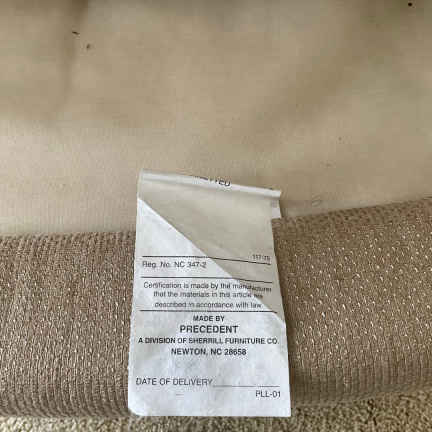 Reg. No. NC 347-2
Certification is made by the manufacturer
that the materials in this article are
described in accordance with law
MADE BY
PRECEDENT
A DIVISION OF SHERRILL FURNITURE CO
NEWTON, NC 28658
DATE OF DELIVERY
PLL-01